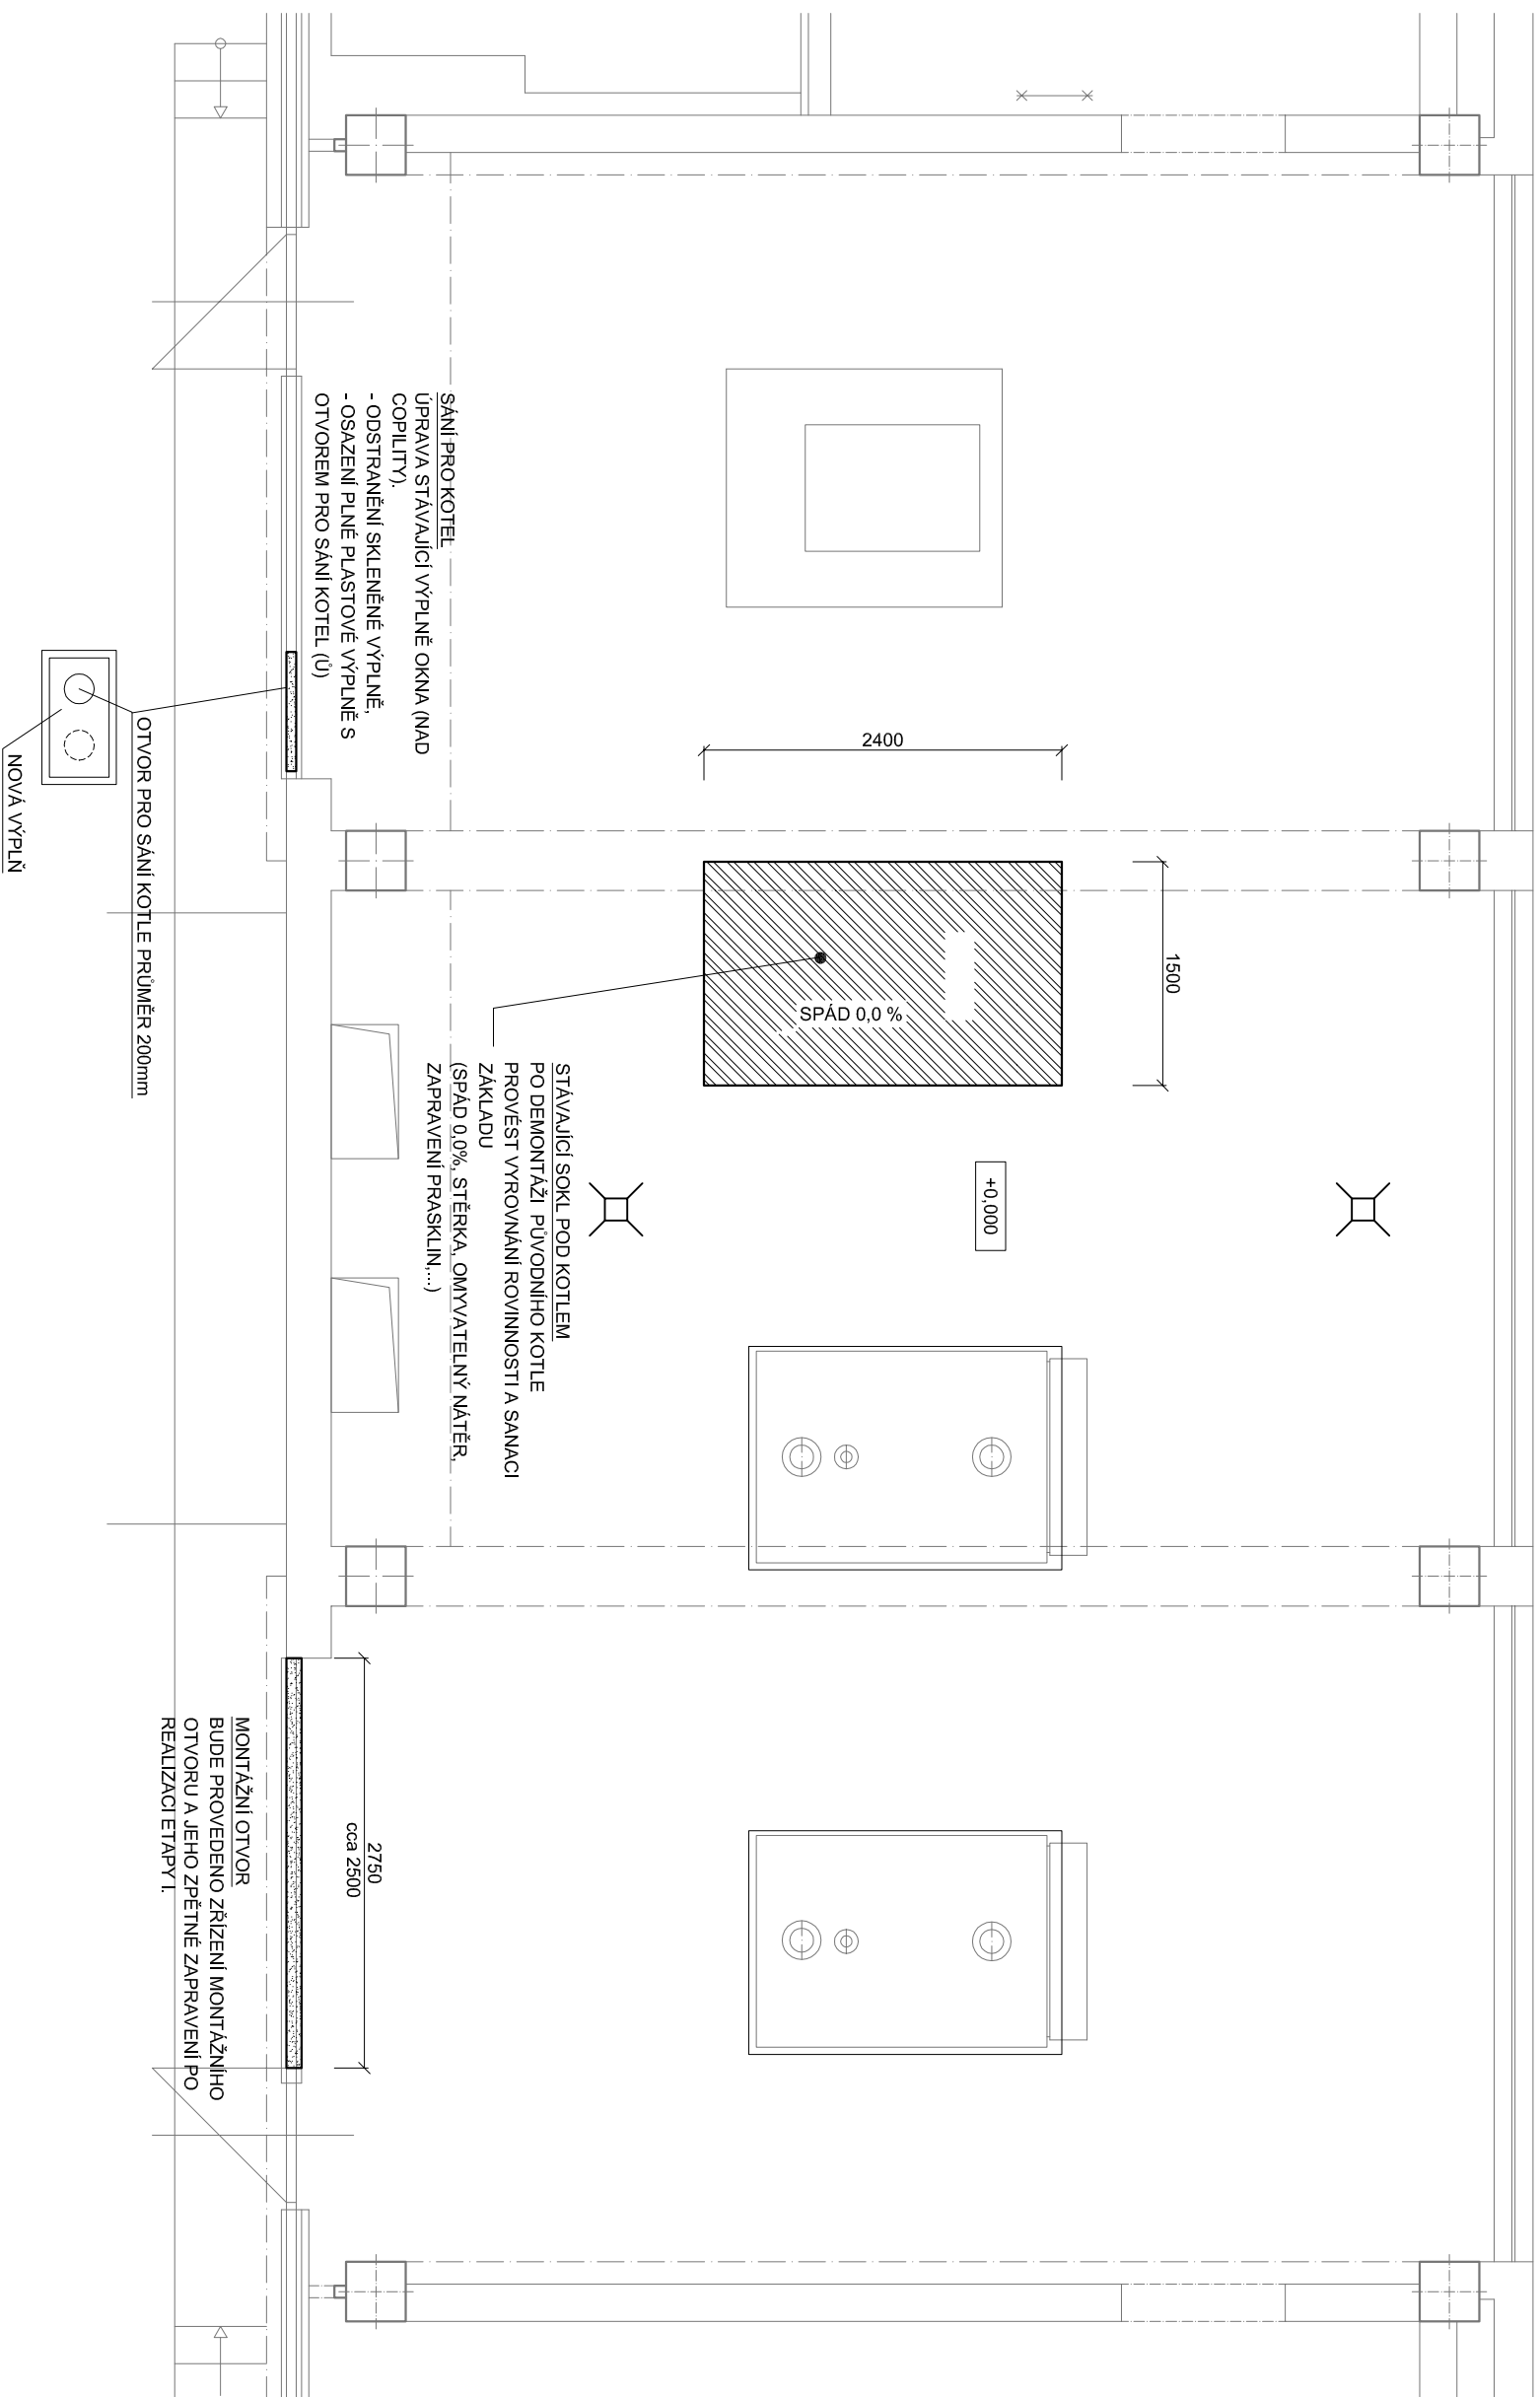 SÁNÍ PRO KOTEL
ÚPRAVA STÁVAJÍCÍ VÝPLNĚ OKNA (NAD
COPILITY).
- ODSTRANĚNÍ SKLENĚNÉ VÝPLNĚ,
- OSAZENÍ PLNÉ PLASTOVÉ VÝPLNĚ S
OTVOREM PRO SÁNÍ KOTEL (Ů)
OTVOR PRO SÁNÍ KOTLE PRŮMĚR 200mm
NOVÁ VÝPLŇ
2400
1500
SPÁD 0,0 %
STÁVAJÍCÍ SOKL POD KOTLEM
PO DEMONTÁŽI PŮVODNÍHO KOTLE
PROVÉST VYROVNÁNÍ ROVINNOSTI A SANACI
ZÁKLADU
(SPÁD 0,0%, STĚRKA, OMYVATELNÝ NÁTĚR,
ZAPRAVENÍ PRASKLIN,...)
+0,000
2750
cca 2500
MONTÁŽNÍ OTVOR
BUDE PROVEDENO ZŘÍZENÍ MONTÁŽNÍHO
OTVORU A JEHO ZPĚTNÉ ZAPRAVENÍ PO
REALIZACI ETAPY I.